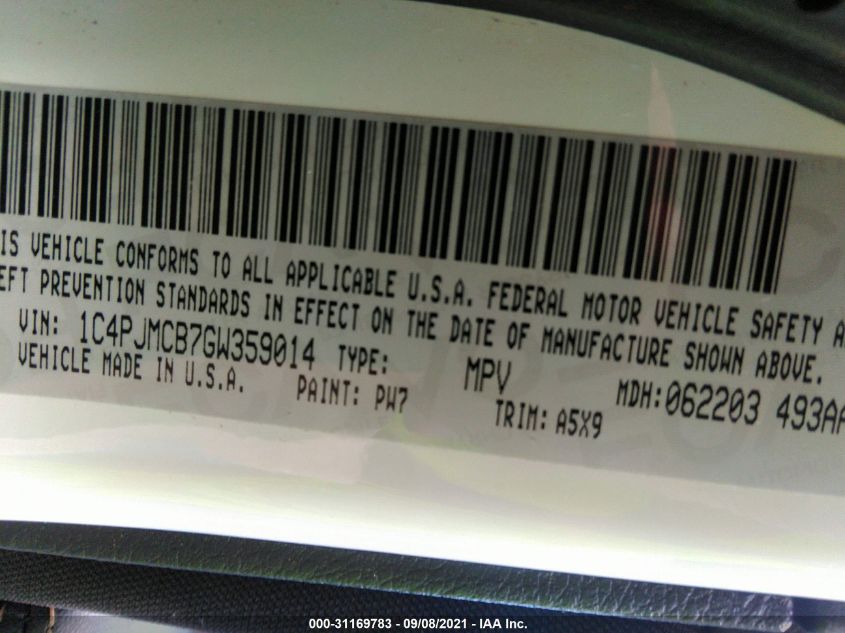 IS VEHICLE CONFORMS TO ALL APPLICABLE U.S.A. FEDERAL MOTOR VEHICLE SAFETY A
EFT PREVENTION STANDARDS IN EFFECT ON THE DATE OF MANUFACTURE SHOWN ABOVE.
VIN: 1C4PJMCB7GW359014 TYPE: MPV MDH:062203 493AA
VEHICLE MADE IN U.S.A. PAINT: PW7 TRIM: A5X9
000-31169783 - 09/08/2021 - IAA Inc.